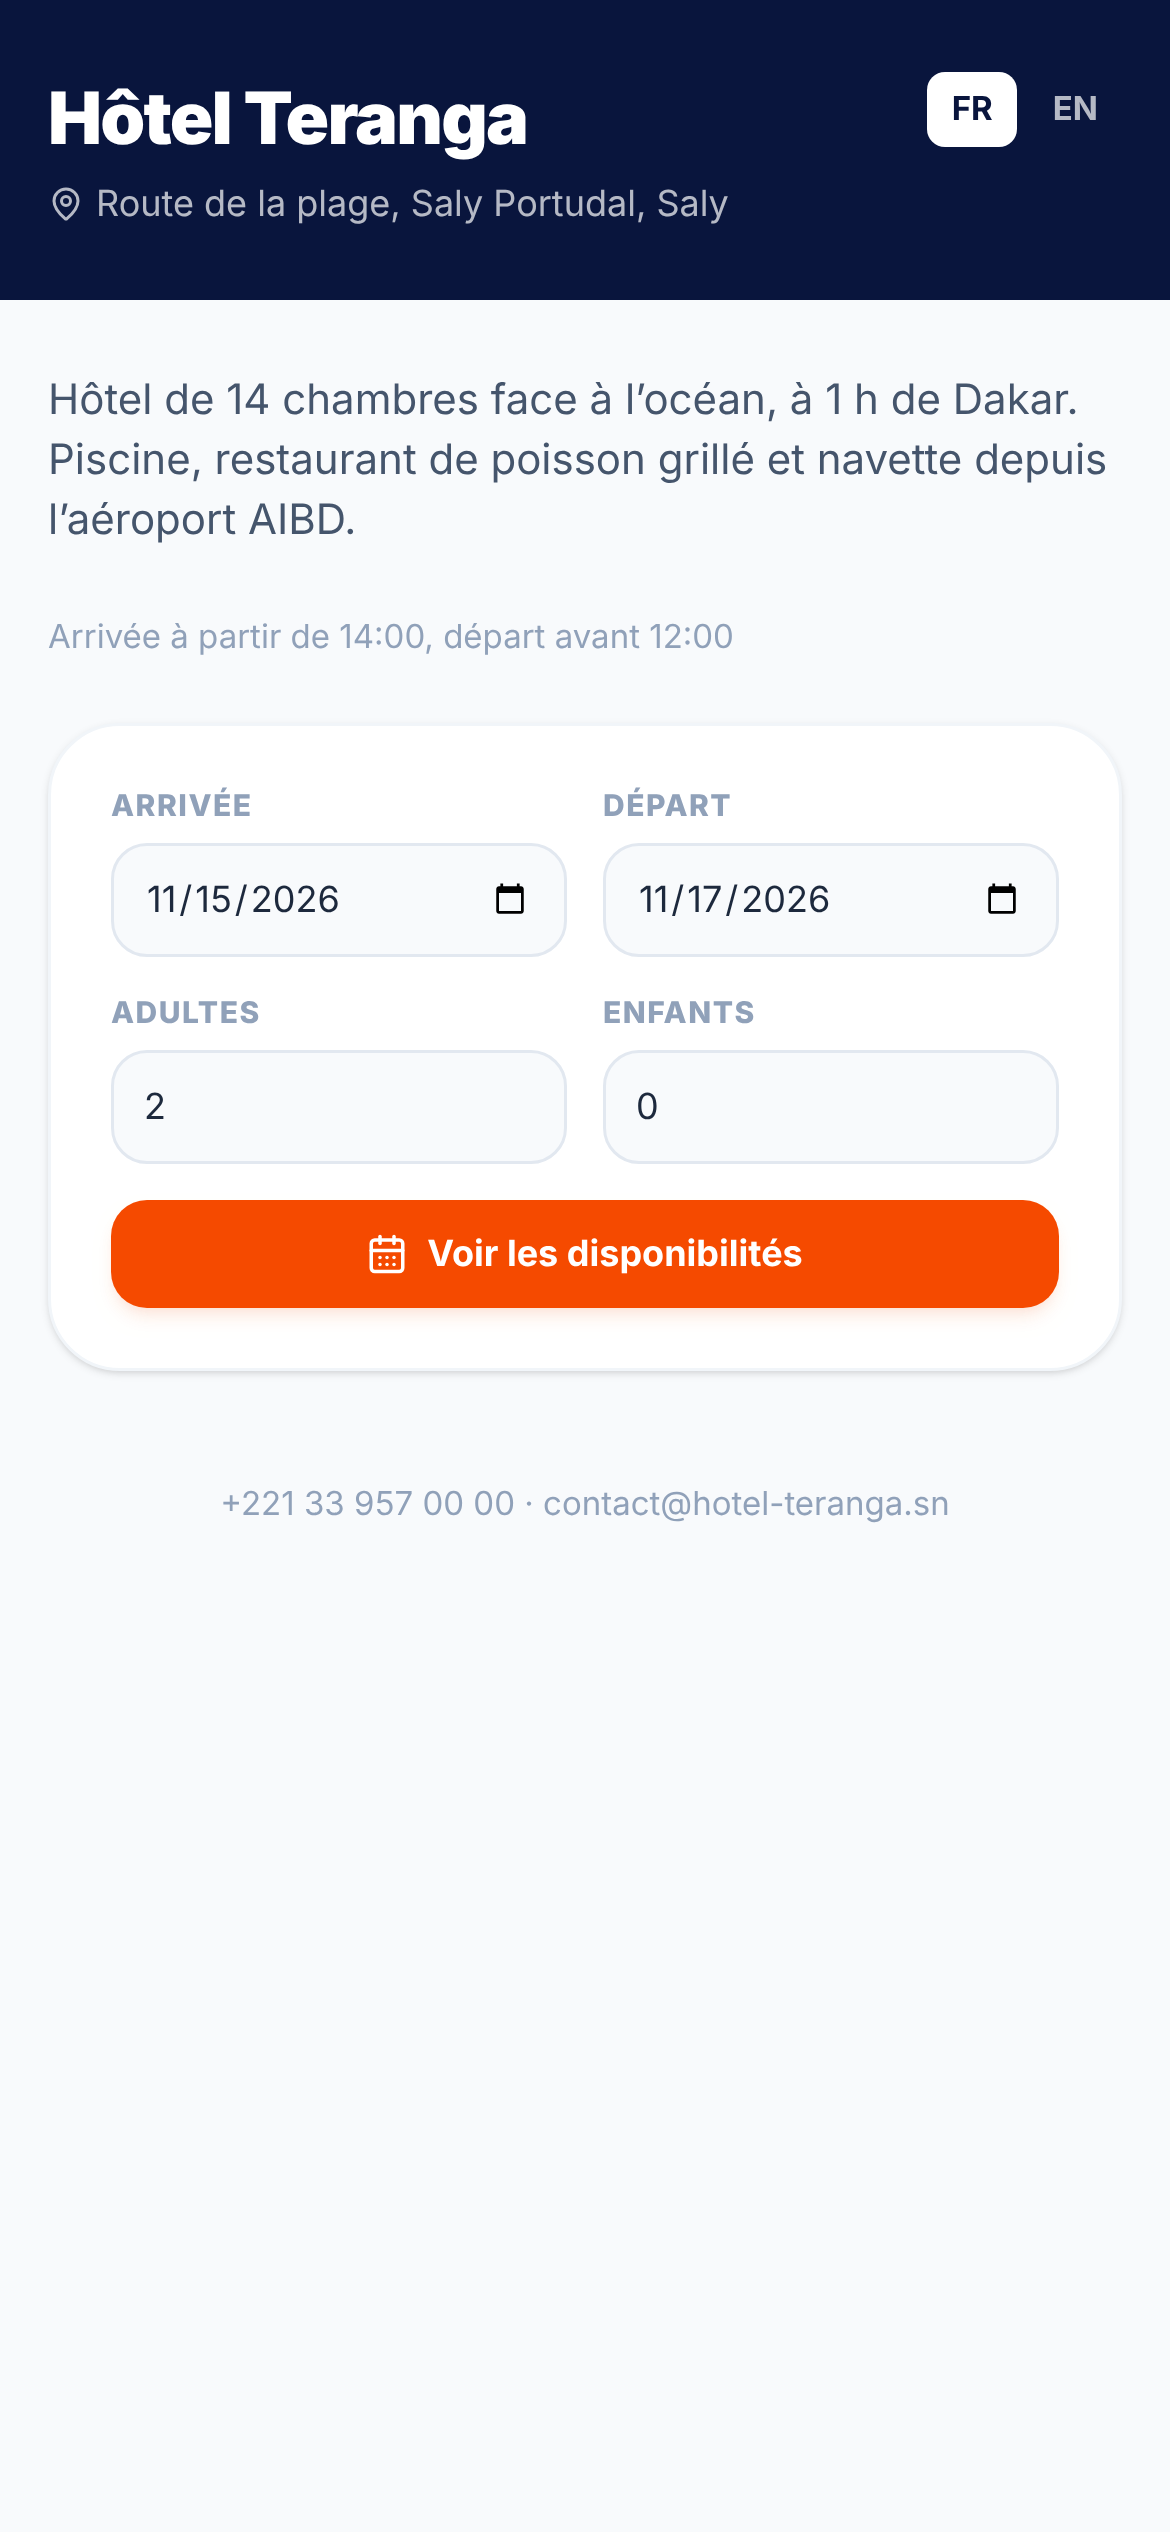 Hôtel Teranga
FR EN
Route de la plage, Saly Portudal, Saly
Hôtel de 14 chambres face à l’océan, à 1 h de Dakar.
Piscine, restaurant de poisson grillé et navette depuis
l’aéroport AIBD.
Arrivée à partir de 14:00, départ avant 12:00
ARRIVÉE DÉPART
11/15/2026 11/17/2026
ADULTES ENFANTS
2 0
Voir les disponibilités
+221 33 957 00 00 · contact@hotel-teranga.sn